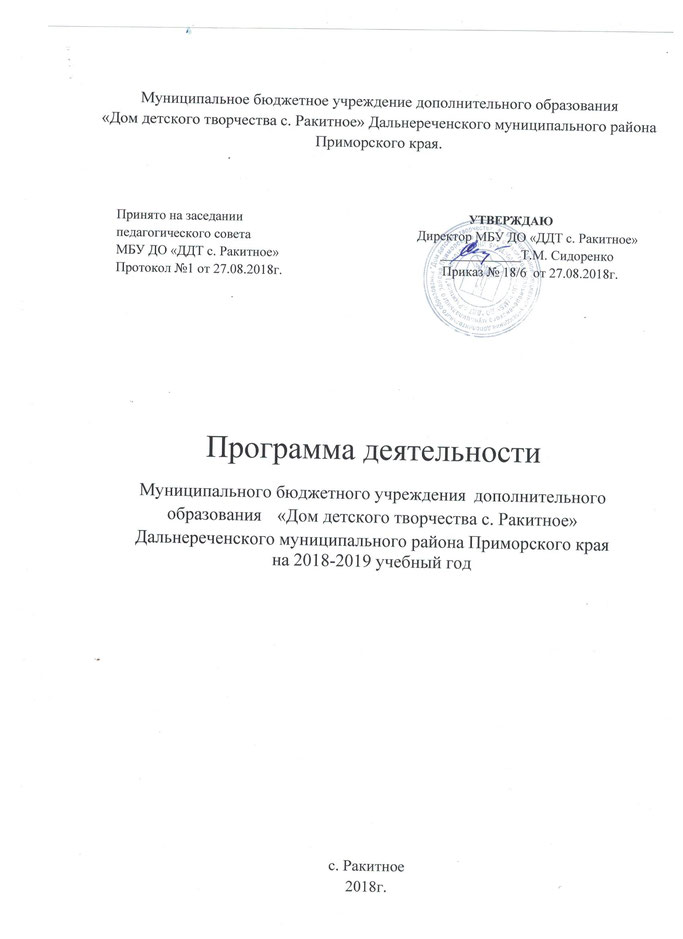 Муниципальное бюджетное учреждение дополнительного образования
«Дом детского творчества с. Ракитное» Дальнереченского муниципального района
Приморского края.
Принято на заседании
педагогического совета
МБУ ДО «ДДТ с. Ракитное»
Протокол №1 от 27.08.2018г.
УТВЕРЖДАЮ
Директор МБУ ДО «ДДТ с. Ракитное»
____________Т.М. Сидоренко
Приказ № 18/6 от 27.08.2018г.
Программа деятельности
Муниципального бюджетного учреждения дополнительного
образования «Дом детского творчества с. Ракитное»
Дальнереченского муниципального района Приморского края
на 2018-2019 учебный год
с. Ракитное
2018г.